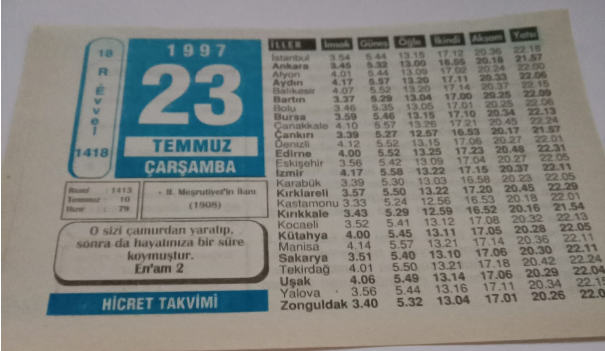 18
R.Evvel
1418
1997
23
TEMMUZ
ÇARŞAMBA
Rumi : 1413
Temmuz : 10
Hızır : 79
- II. Meşrutiyet'in İlanı
(1908)
O sizi çamurdan yaratıp,
sonra da hayatınıza bir süre
koymuştur.
En'am 2
HİCRET TAKVİMİ
İLLER İmsak Güneş Öğle İkindi Akşam Yatsı
İstanbul 3.54 5.44 13.15 17.12 20.36 22.18
Ankara 3.45 5.32 13.00 16.55 20.18 21.57
Afyon 4.01 5.44 13.09 17.02 20.24 22.00
Aydın 4.17 5.57 13.20 17.11 20.33 22.06
Balıkesir 4.07 5.52 13.20 17.14 20.37 22.15
Bartın 3.37 5.29 13.04 17.00 20.25 22.09
Bolu 3.46 5.35 13.05 17.01 20.25 22.06
Bursa 3.59 5.46 13.15 17.10 20.34 22.13
Çanakkale 4.10 5.57 13.26 17.21 20.45 22.24
Çankırı 3.39 5.27 12.57 16.53 20.17 21.57
Denizli 4.12 5.52 13.15 17.06 20.27 22.01
Edirne 4.00 5.52 13.25 17.23 20.48 22.31
Eskişehir 3.56 5.42 13.09 17.04 20.27 22.05
İzmir 4.17 5.58 13.22 17.15 20.37 22.11
Karabük 3.39 5.30 13.03 16.58 20.23 22.05
Kırklareli 3.57 5.50 13.22 17.20 20.45 22.29
Kastamonu 3.33 5.24 12.56 16.53 20.18 22.01
Kırıkkale 3.43 5.29 12.59 16.52 20.16 21.54
Kocaeli 3.52 5.41 13.12 17.08 20.32 22.13
Kütahya 4.00 5.45 13.11 17.05 20.28 22.05
Manisa 4.14 5.57 13.21 17.14 20.36 22.11
Sakarya 3.51 5.40 13.10 17.06 20.30 22.11
Tekirdağ 4.01 5.50 13.21 17.18 20.42 22.24
Uşak 4.06 5.49 13.14 17.06 20.29 22.04
Yalova 3.56 5.44 13.16 17.11 20.34 22.15
Zonguldak 3.40 5.32 13.04 17.01 20.26 22.0